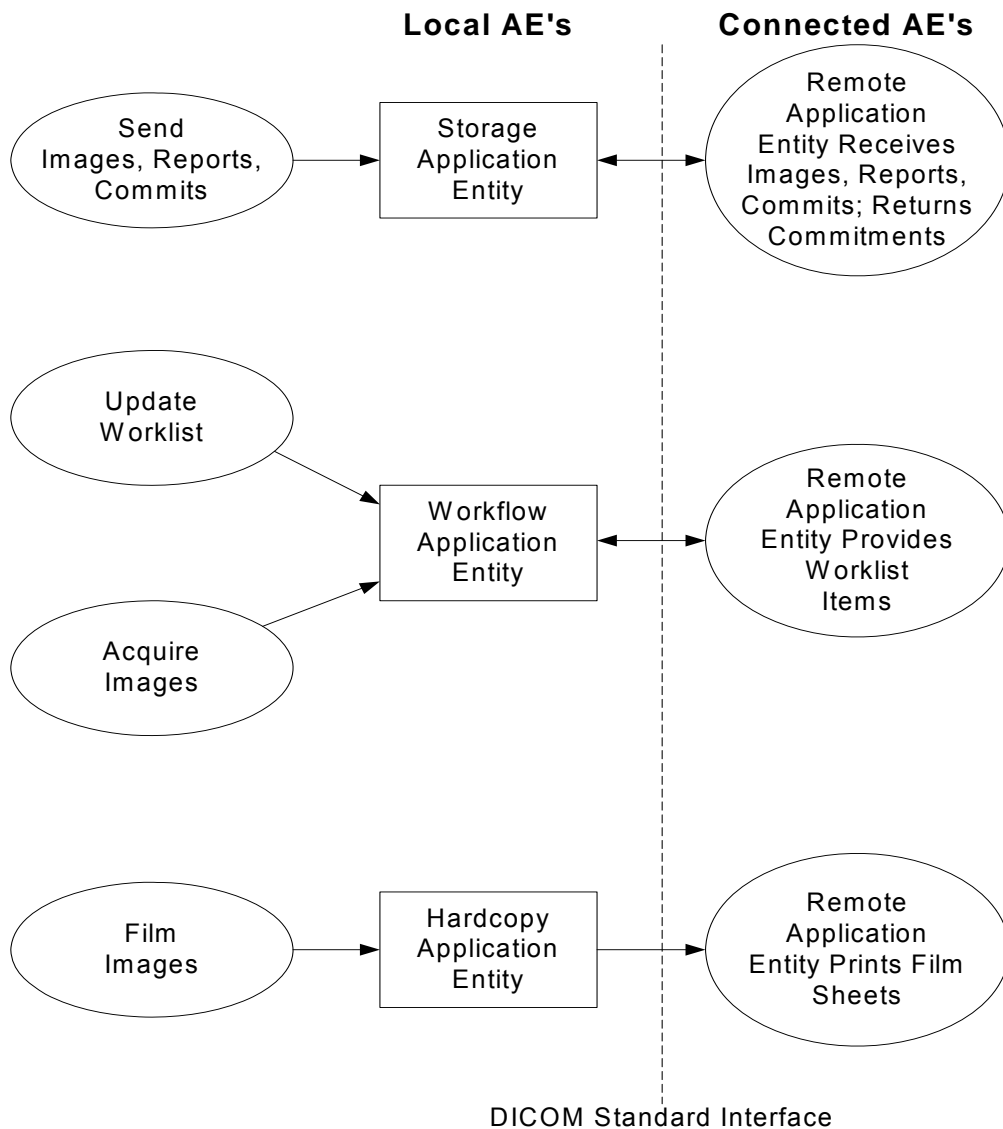 Local AE's
Connected AE's
Send
Images, Reports,
Commits
Storage
Application
Entity
Remote
Application
Entity Receives
Images, Reports,
Commits; Returns
Commitments
Update
Worklist
Workflow
Application
Entity
Remote
Application
Entity Provides
Worklist
Items
Acquire
Images
Film
Images
Hardcopy
Application
Entity
Remote
Application
Entity Prints Film
Sheets
DICOM Standard Interface